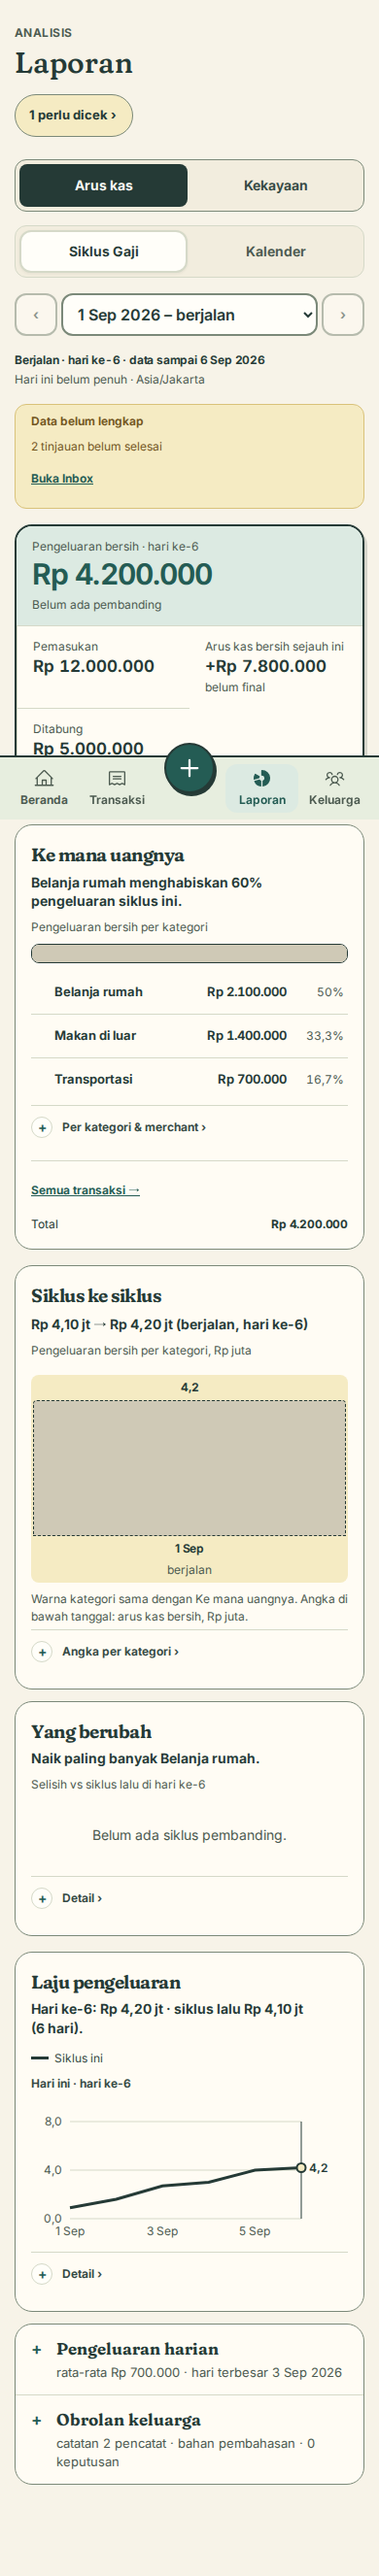 ANALISIS
Laporan
1 perlu dicek ›
Arus kas
Kekayaan
Siklus Gaji
Kalender
‹
1 Sep 2026 – berjalan
›
Berjalan · hari ke-6 · data sampai 6 Sep 2026
Hari ini belum penuh · Asia/Jakarta
Data belum lengkap
2 tinjauan belum selesai
Buka Inbox
Pengeluaran bersih · hari ke-6
Rp 4.200.000
Belum ada pembanding
Pemasukan
Rp 12.000.000
Arus kas bersih sejauh ini
+Rp 7.800.000
belum final
Ditabung
Rp 5.000.000
+
Beranda
Transaksi
Laporan
Keluarga
Ke mana uangnya
Belanja rumah menghabiskan 60%
pengeluaran siklus ini.
Pengeluaran bersih per kategori
Belanja rumah Rp 2.100.000 50%
Makan di luar Rp 1.400.000 33,3%
Transportasi Rp 700.000 16,7%
+ Per kategori & merchant ›
Semua transaksi →
Total Rp 4.200.000
Siklus ke siklus
Rp 4,10 jt → Rp 4,20 jt (berjalan, hari ke-6)
Pengeluaran bersih per kategori, Rp juta
4,2
1 Sep
berjalan
Warna kategori sama dengan Ke mana uangnya. Angka di
bawah tanggal: arus kas bersih, Rp juta.
+ Angka per kategori ›
Yang berubah
Naik paling banyak Belanja rumah.
Selisih vs siklus lalu di hari ke-6
Belum ada siklus pembanding.
+ Detail ›
Laju pengeluaran
Hari ke-6: Rp 4,20 jt · siklus lalu Rp 4,10 jt
(6 hari).
Siklus ini
Hari ini · hari ke-6
8,0
4,0
4,2
0,0
1 Sep 3 Sep 5 Sep
+ Detail ›
+ Pengeluaran harian
rata-rata Rp 700.000 · hari terbesar 3 Sep 2026
+ Obrolan keluarga
catatan 2 pencatat · bahan pembahasan · 0
keputusan